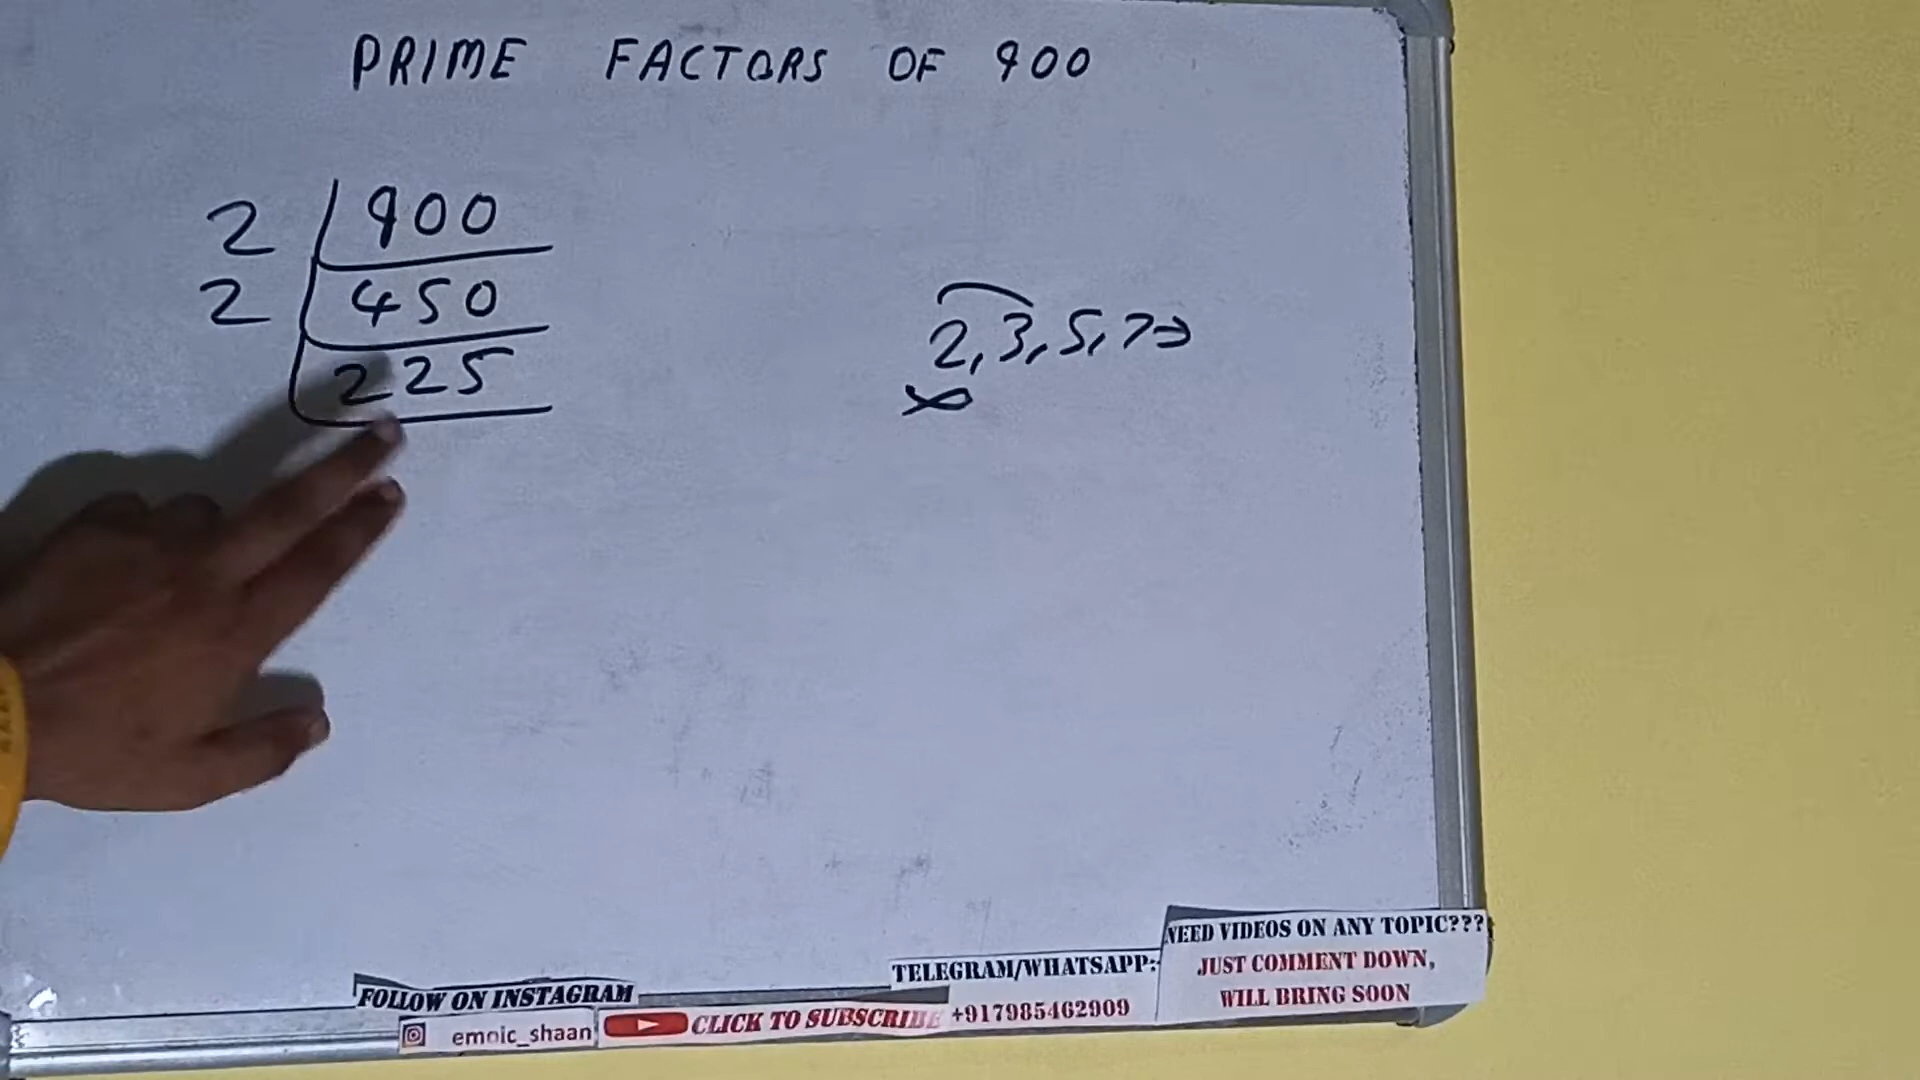 PRIME FACTORS OF 900
2 900
2 450
225
2, 3, 5, 7→
NEED VIDEOS ON ANY TOPIC???
JUST COMMENT DOWN,
WILL BRING SOON
TELEGRAM/WHATSAPP:
+917985462909
FOLLOW ON INSTAGRAM
emoic_shaan
CLICK TO SUBSCRIBE